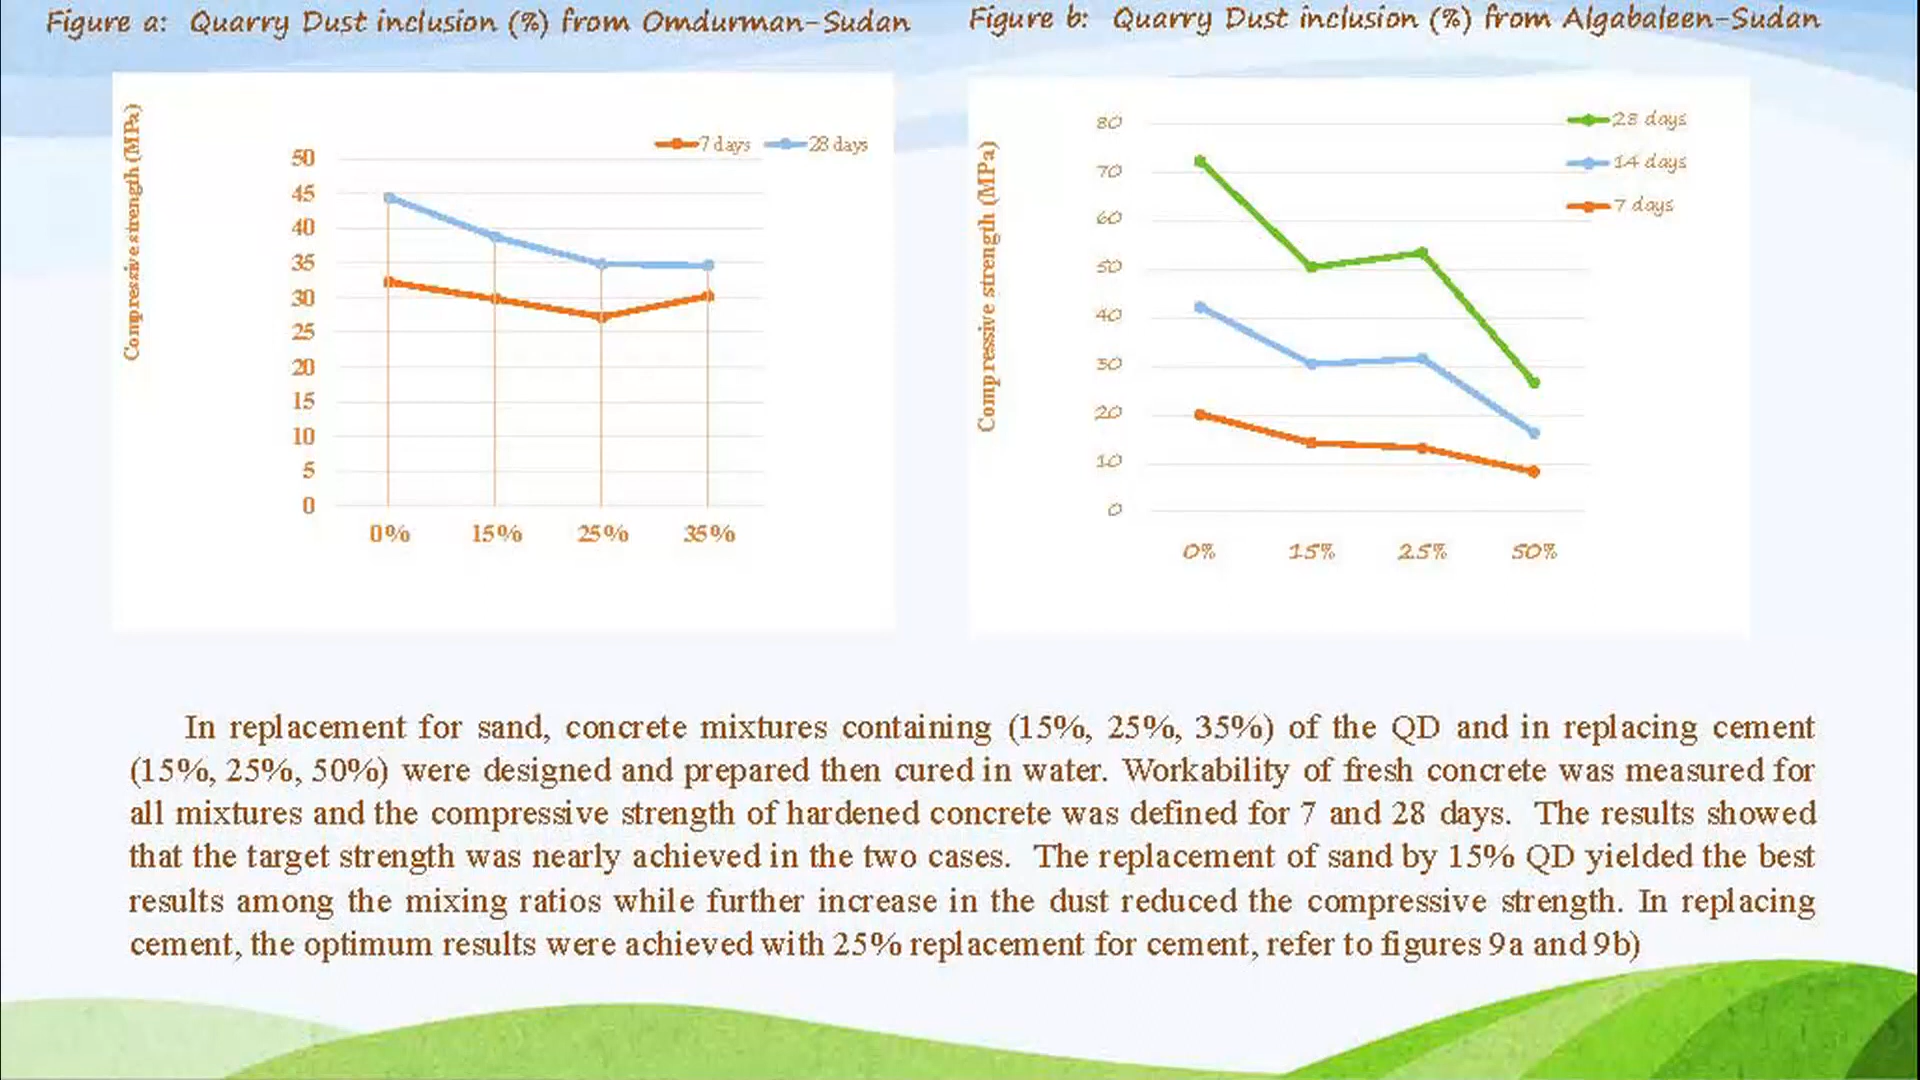 Figure a: Quarry Dust inclusion (%) from Omdurman-Sudan
Figure b: Quarry Dust inclusion (%) from Algabaleen-Sudan
Compressive strength (MPa)
7 days 28 days
50
45
40
35
30
25
20
15
10
5
0
0% 15% 25% 35%
Compressive strength (MPa)
28 days
14 days
7 days
80
70
60
50
40
30
20
10
0
0% 15% 25% 50%
In replacement for sand, concrete mixtures containing (15%, 25%, 35%) of the QD and in replacing cement
(15%, 25%, 50%) were designed and prepared then cured in water. Workability of fresh concrete was measured for
all mixtures and the compressive strength of hardened concrete was defined for 7 and 28 days. The results showed
that the target strength was nearly achieved in the two cases. The replacement of sand by 15% QD yielded the best
results among the mixing ratios while further increase in the dust reduced the compressive strength. In replacing
cement, the optimum results were achieved with 25% replacement for cement, refer to figures 9a and 9b)